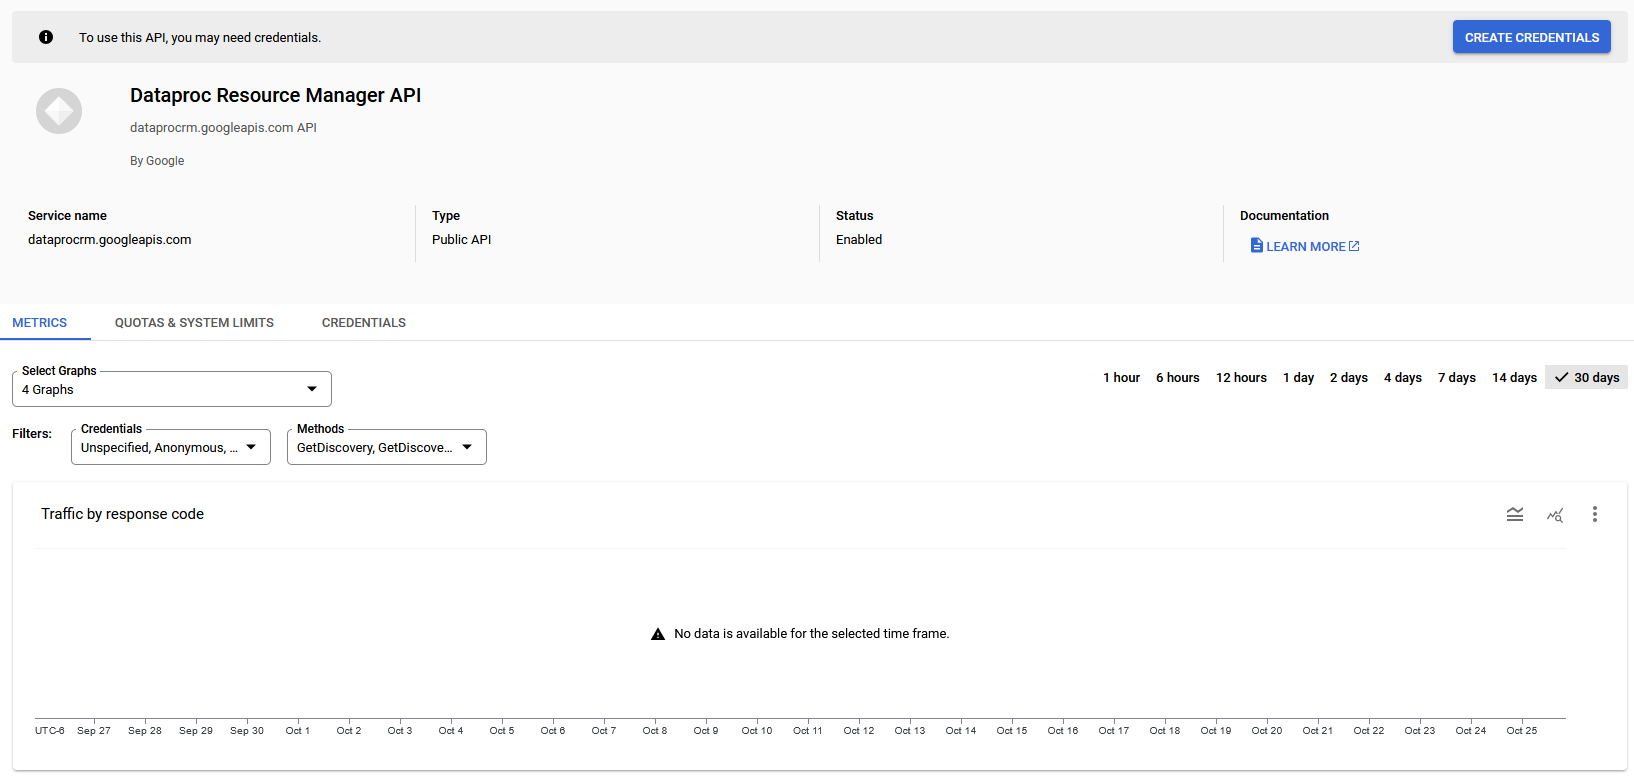 To use this API, you may need credentials.
CREATE CREDENTIALS
Dataproc Resource Manager API
dataprocrm.googleapis.com API
By Google
Service name
dataprocrm.googleapis.com
Type
Public API
Status
Enabled
Documentation
LEARN MORE
METRICS QUOTAS & SYSTEM LIMITS CREDENTIALS
Select Graphs
4 Graphs
1 hour 6 hours 12 hours 1 day 2 days 4 days 7 days 14 days 30 days
Filters:
Credentials
Unspecified, Anonymous, ...
Methods
GetDiscovery, GetDiscove...
Traffic by response code
No data is available for the selected time frame.
UTC-6 Sep 27 Sep 28 Sep 29 Sep 30 Oct 1 Oct 2 Oct 3 Oct 4 Oct 5 Oct 6 Oct 7 Oct 8 Oct 9 Oct 10 Oct 11 Oct 12 Oct 13 Oct 14 Oct 15 Oct 16 Oct 17 Oct 18 Oct 19 Oct 20 Oct 21 Oct 22 Oct 23 Oct 24 Oct 25